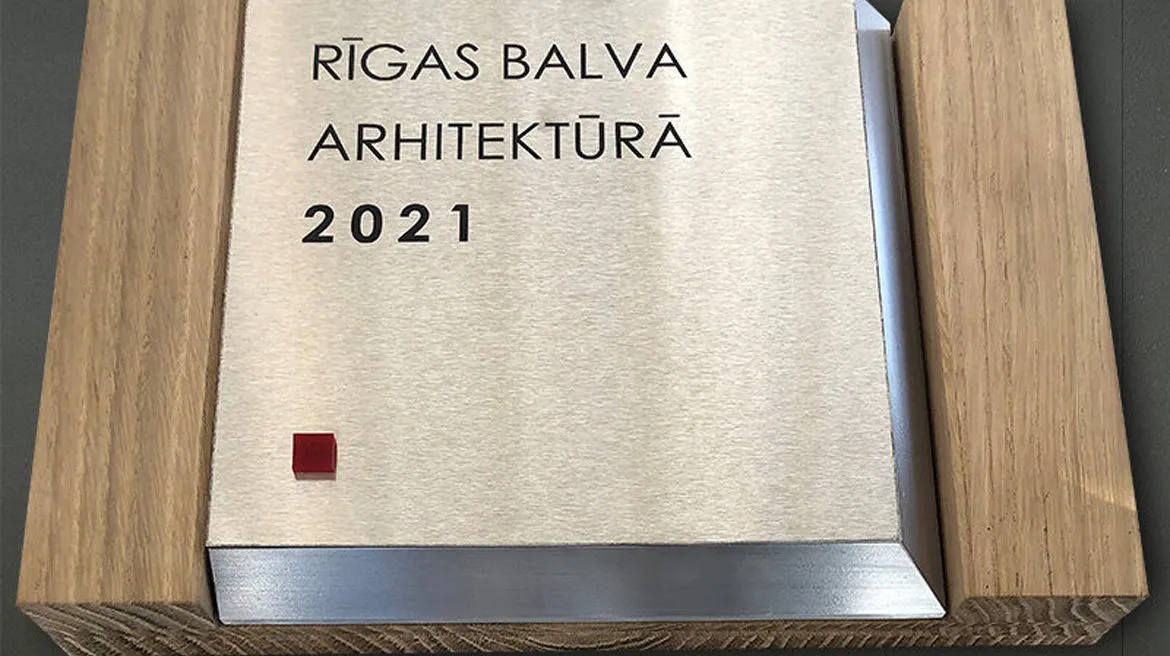 RĪGAS BALVA
ARHITEKTŪRĀ
2021